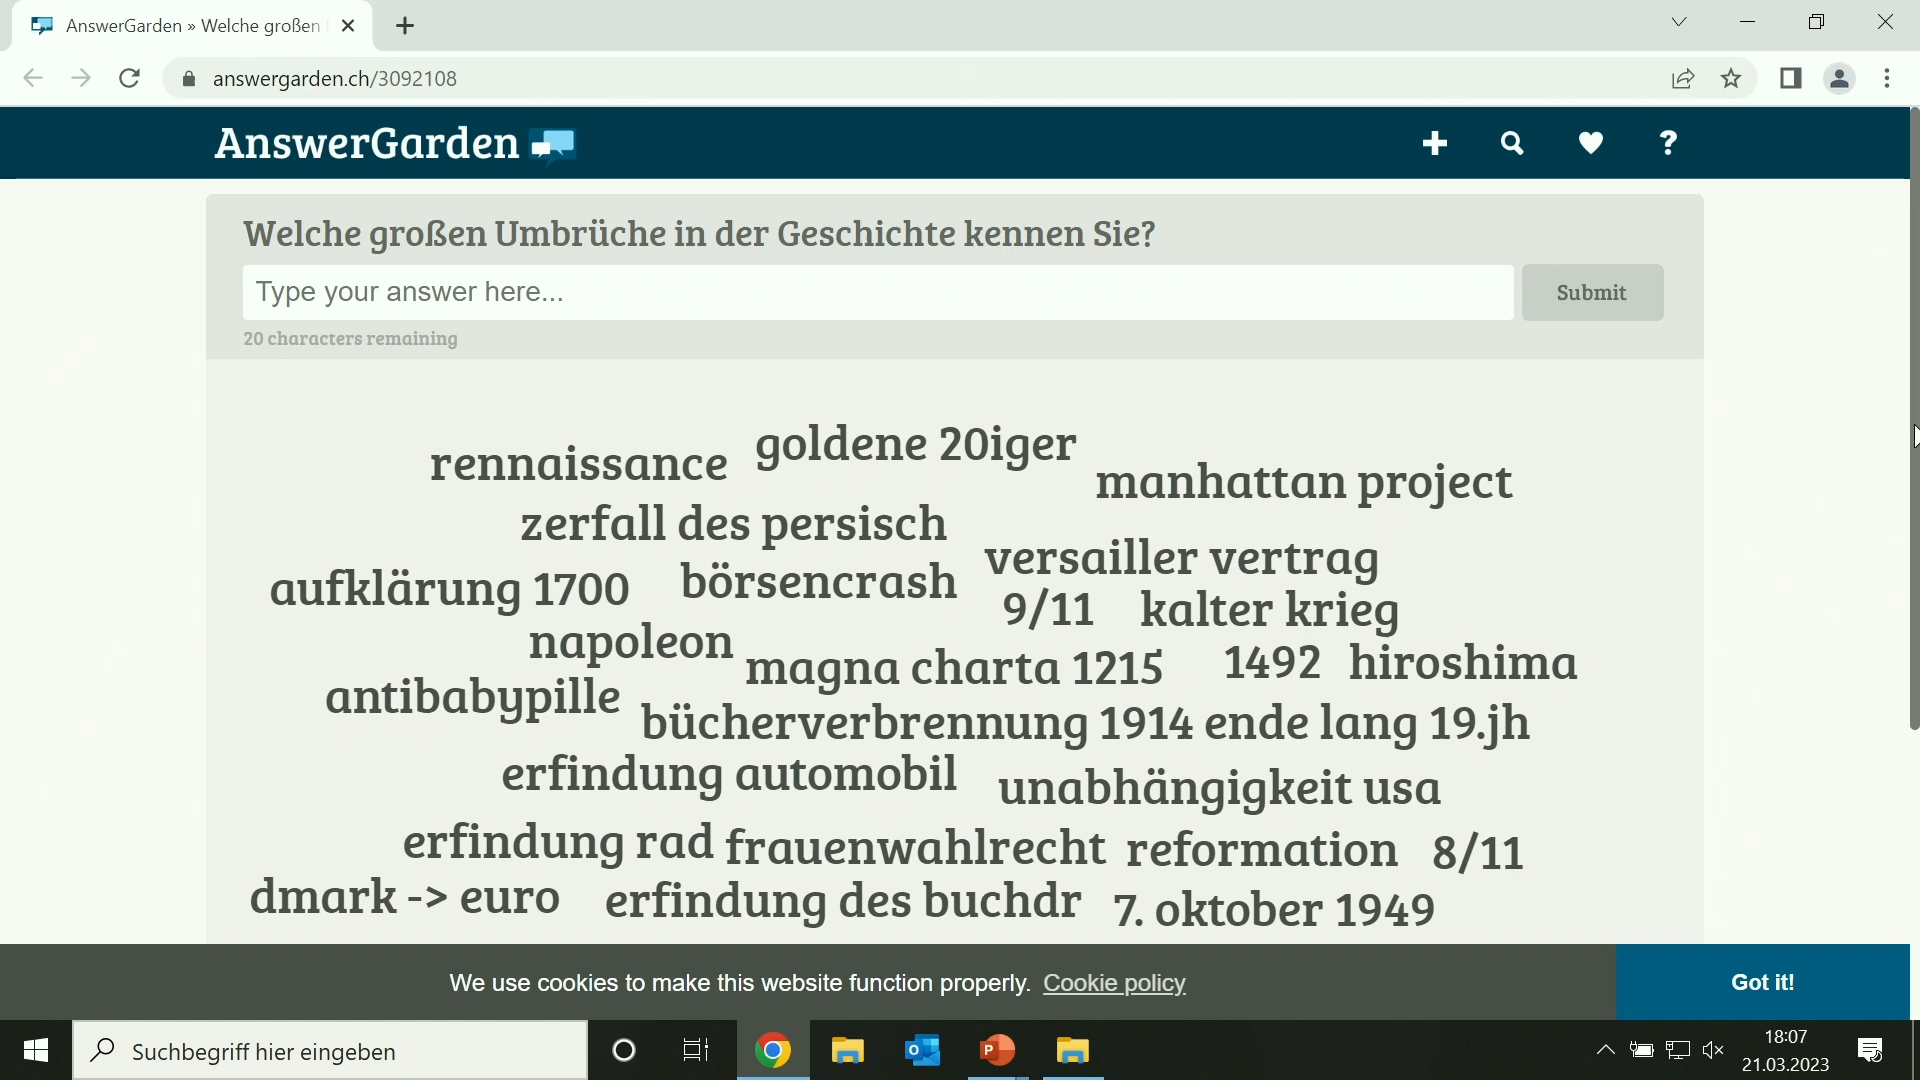 AnswerGarden » Welche großen
answergarden.ch/3092108
AnswerGarden
Welche großen Umbrüche in der Geschichte kennen Sie?
Type your answer here...
Submit
20 characters remaining
rennaissance goldene 20iger
manhattan project
zerfall des persisch
versailler vertrag
aufklärung 1700 börsencrash
9/11 kalter krieg
napoleon
magna charta 1215 1492 hiroshima
antibabypille
bücherverbrennung 1914 ende lang 19.jh
erfindung automobil unabhängigkeit usa
erfindung rad frauenwahlrecht reformation 8/11
dmark -> euro erfindung des buchdr 7. oktober 1949
We use cookies to make this website function properly. Cookie policy
Got it!
Suchbegriff hier eingeben
18:07
21.03.2023